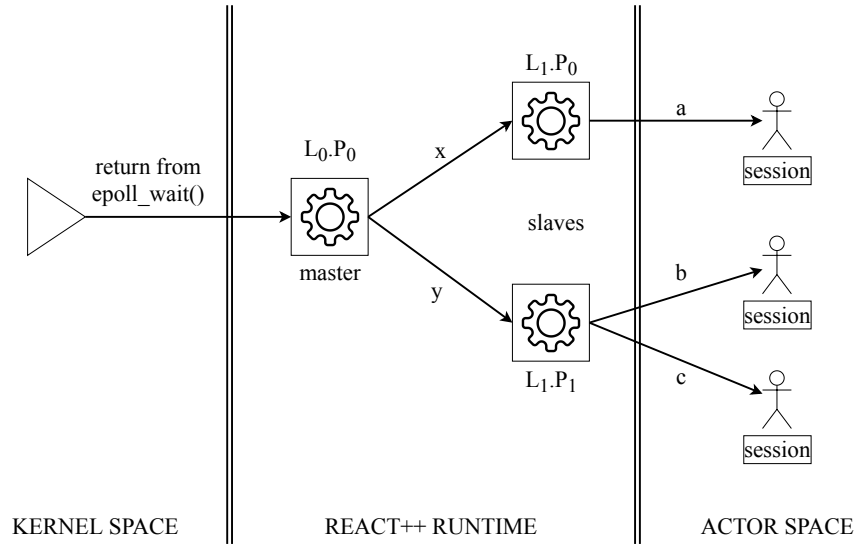 L0.P0
return from
epoll_wait()
master
x
y
L1.P0
slaves
L1.P1
a
session
b
session
c
session
KERNEL SPACE
REACT++ RUNTIME
ACTOR SPACE